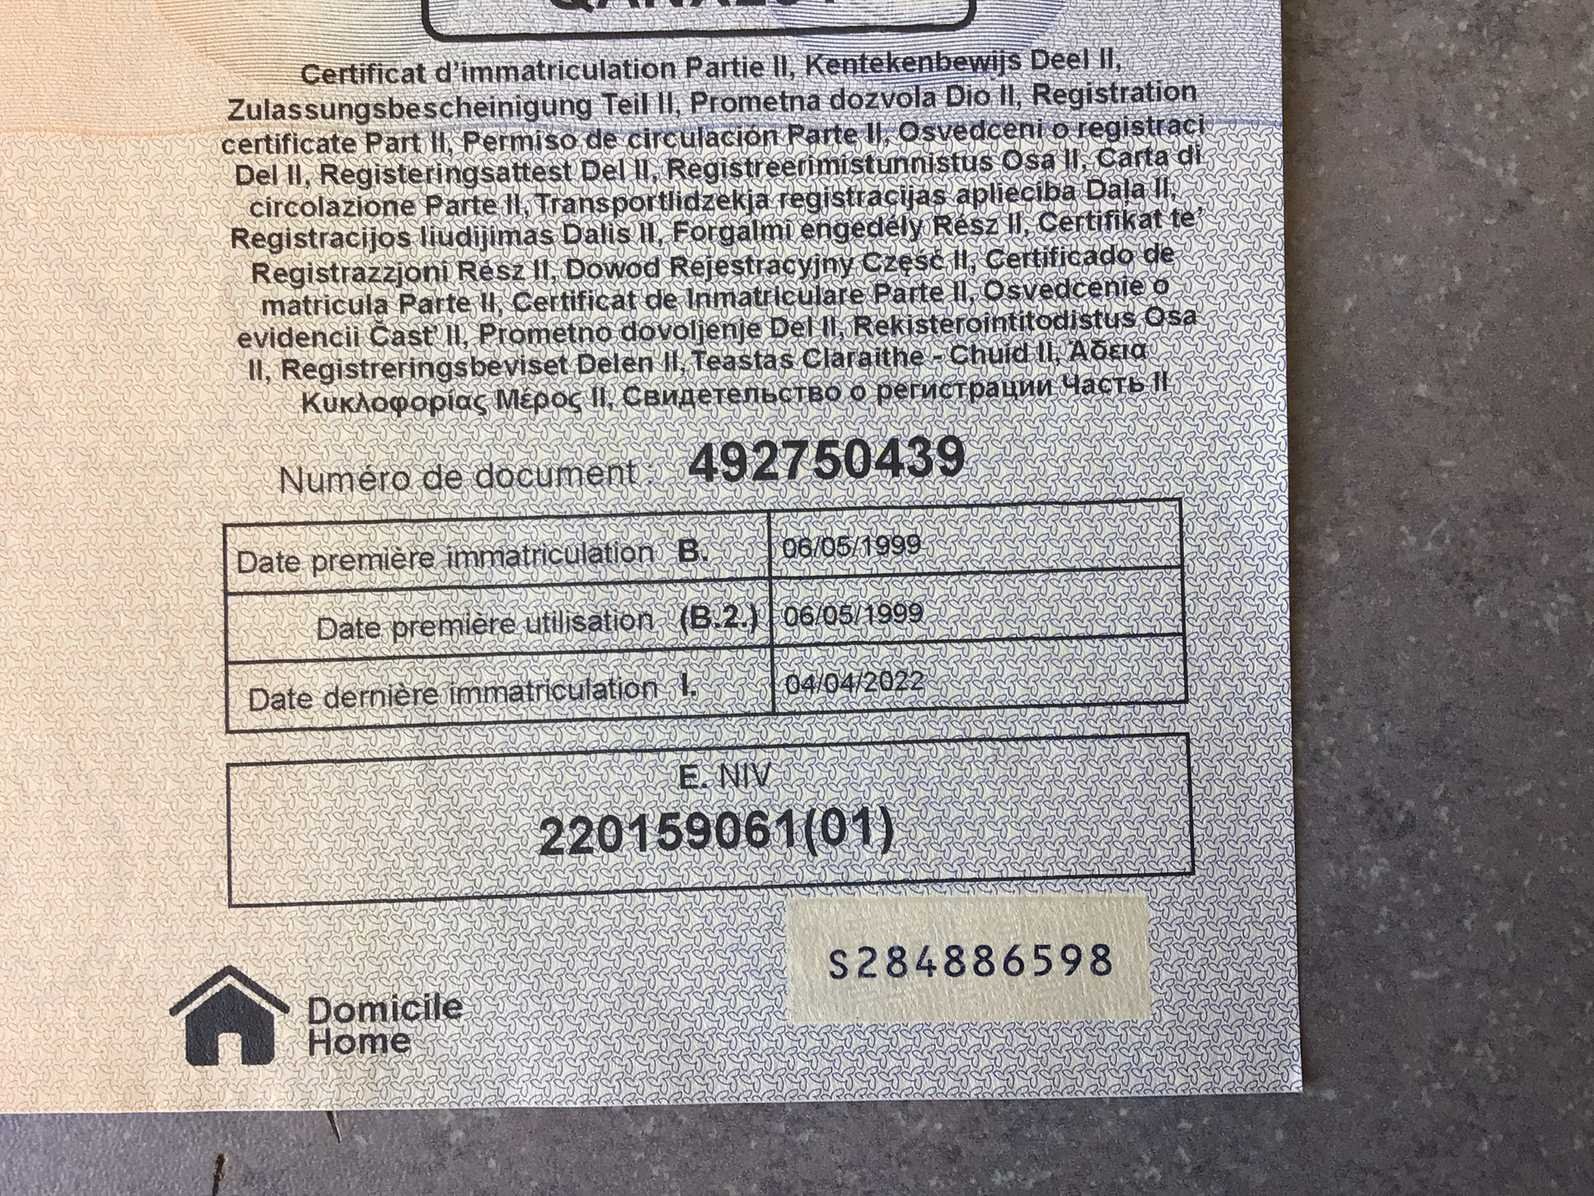 Certificat d'immatriculation Partie II, Kentekenbewijs Deel II,
Zulassungsbescheinigung Teil II, Prometna dozvola Dio II, Registration
certificate Part II, Permiso de circulación Parte II, Osvedceni o registraci
Del II, Registeringsattest Del II, Registreerimistunnistus Osa II, Carta di
circolazione Parte II, Transportlidzekja registracijas aplieciba Daļa II,
Registracijos liudijimas Dalis II, Forgalmi engedély Rész II, Certifikat te'
Registrazzjoni Rész II, Dowod Rejestracyjny Część II, Certificado de
matricula Parte II, Certificat de Inmatriculare Parte II, Osvedcenie o
evidencii Čast' II, Prometno dovoljenje Del II, Rekisterointitodistus Osa
II, Registreringsbeviset Delen II, Teastas Claraithe - Chuid II, Άδεια
Κυκλοφορίας Μέρος II, Свидетельство о регистрации Часть II
Numéro de document : 492750439
Date première immatriculation B. 06/05/1999
Date première utilisation (B.2.) 06/05/1999
Date dernière immatriculation I. 04/04/2022
E. NIV
220159061(01)
S284886598
Domicile
Home